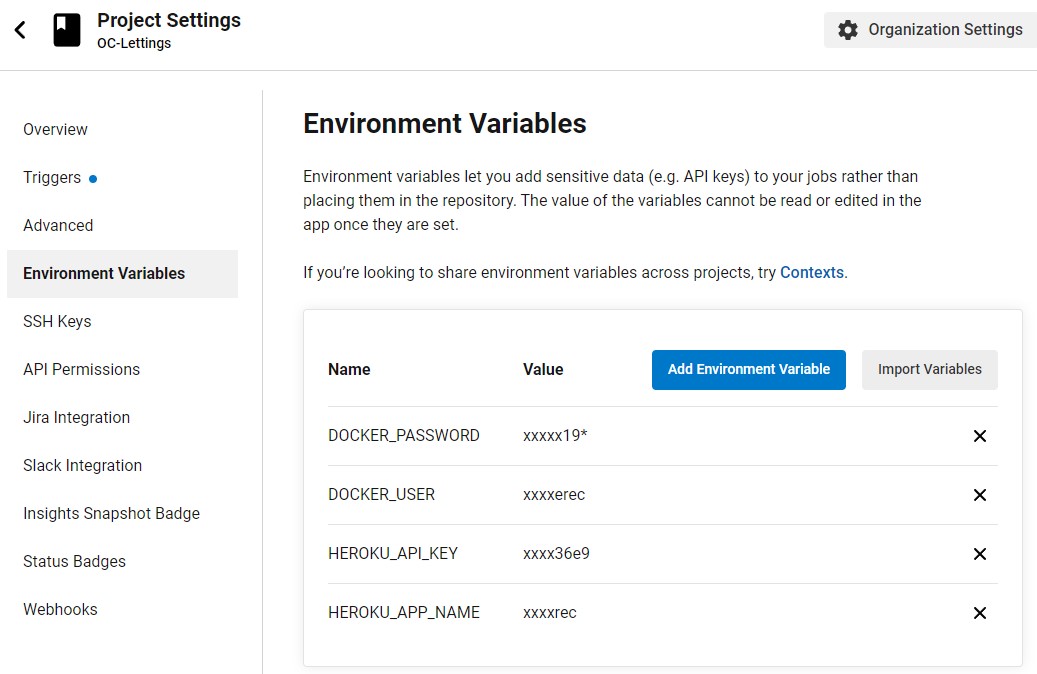 Project Settings
OC-Lettings
Organization Settings
Overview
Triggers
Advanced
Environment Variables
SSH Keys
API Permissions
Jira Integration
Slack Integration
Insights Snapshot Badge
Status Badges
Webhooks
Environment Variables
Environment variables let you add sensitive data (e.g. API keys) to your jobs rather than
placing them in the repository. The value of the variables cannot be read or edited in the
app once they are set.
If you’re looking to share environment variables across projects, try Contexts.
Name Value Add Environment Variable Import Variables
DOCKER_PASSWORD xxxxx19*
DOCKER_USER xxxxerec
HEROKU_API_KEY xxxx36e9
HEROKU_APP_NAME xxxxrec